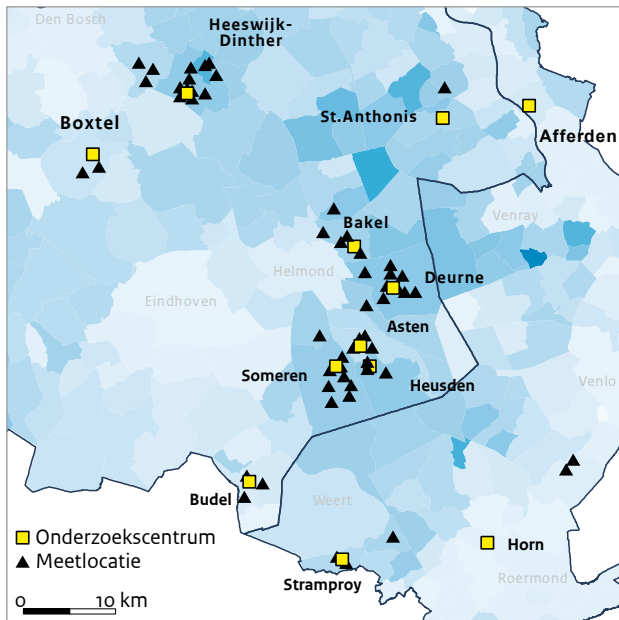 Den Bosch
Heeswijk-
Dinther
Boxtel
St.Anthonis
Afferden
Venray
Bakel
Helmond
Deurne
Eindhoven
Asten
Someren
Heusden
Venlo
Budel
Weert
Onderzoekscentrum
Meetlocatie
Horn
Stramproy
Roermond
0 10 km